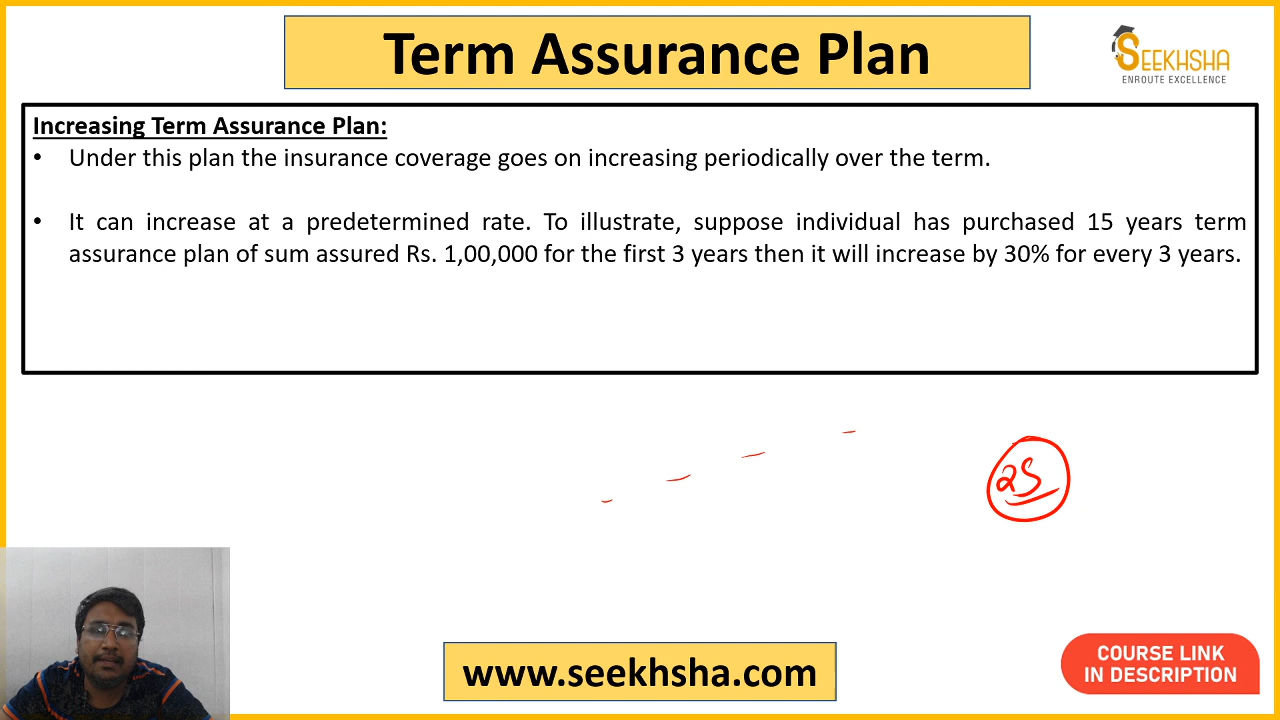 Term Assurance Plan
SEEKHSHA
ENROUTE EXCELLENCE
Increasing Term Assurance Plan:
• Under this plan the insurance coverage goes on increasing periodically over the term.
• It can increase at a predetermined rate. To illustrate, suppose individual has purchased 15 years term
assurance plan of sum assured Rs. 1,00,000 for the first 3 years then it will increase by 30% for every 3 years.
25
www.seekhsha.com
COURSE LINK
IN DESCRIPTION